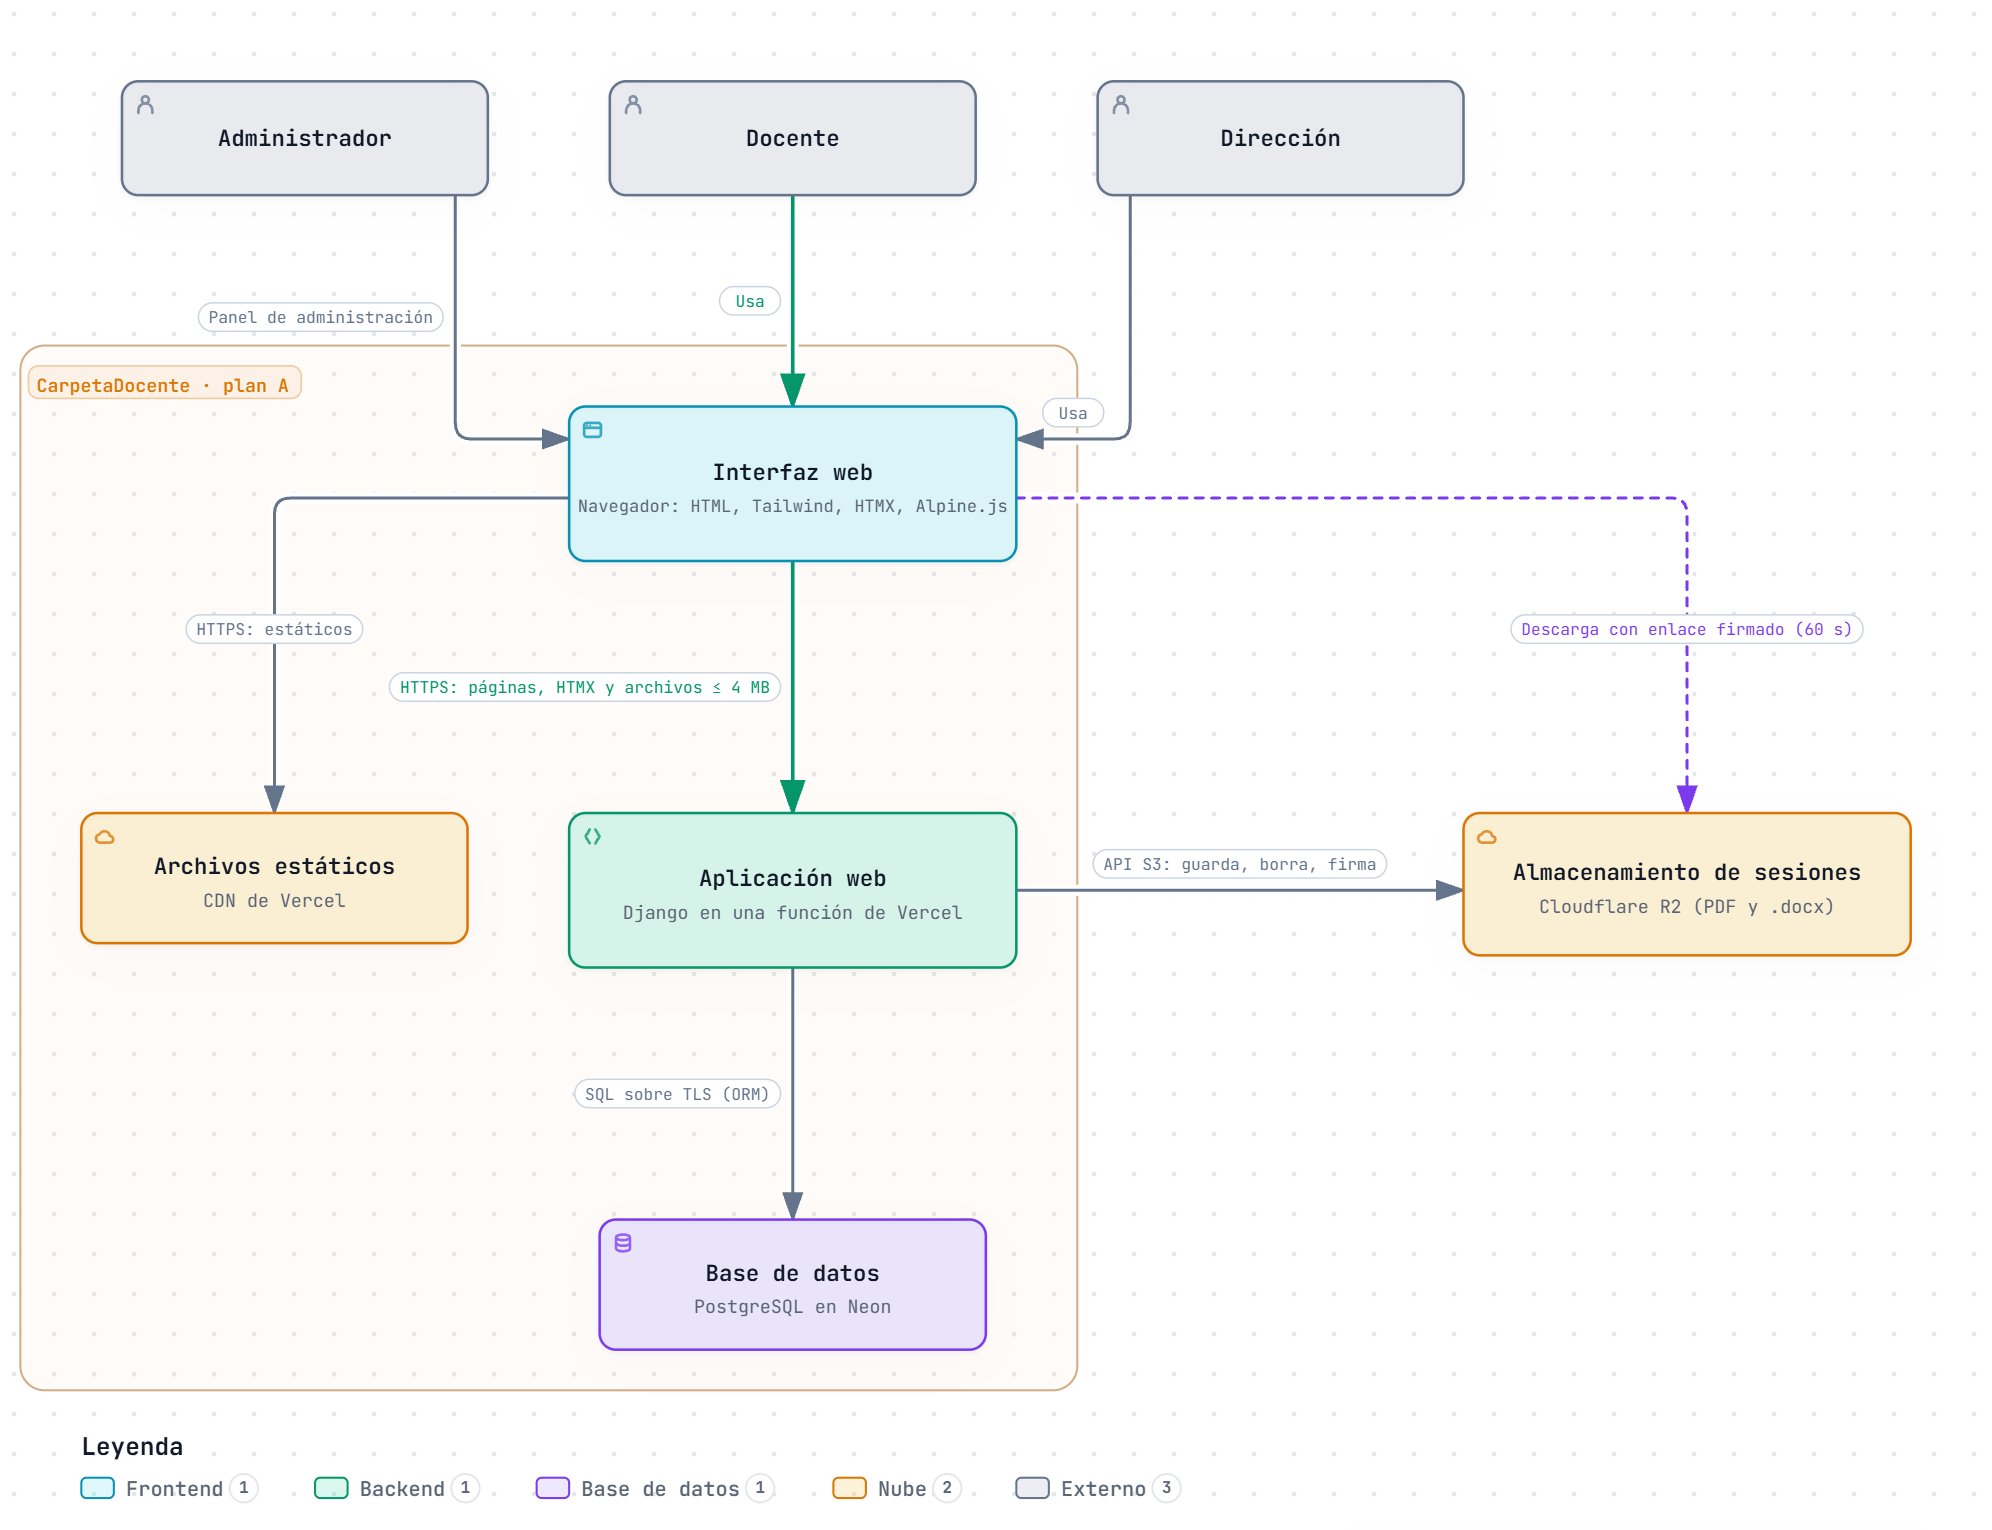 Administrador
Docente
Dirección
Panel de administración
Usa
CarpetaDocente · plan A
Usa
Interfaz web
Navegador: HTML, Tailwind, HTMX, Alpine.js
HTTPS: estáticos
Descarga con enlace firmado (60 s)
HTTPS: páginas, HTMX y archivos ≤ 4 MB
Archivos estáticos
CDN de Vercel
Aplicación web
Django en una función de Vercel
API S3: guarda, borra, firma
Almacenamiento de sesiones
Cloudflare R2 (PDF y .docx)
SQL sobre TLS (ORM)
Base de datos
PostgreSQL en Neon
Leyenda
Frontend 1
Backend 1
Base de datos 1
Nube 2
Externo 3